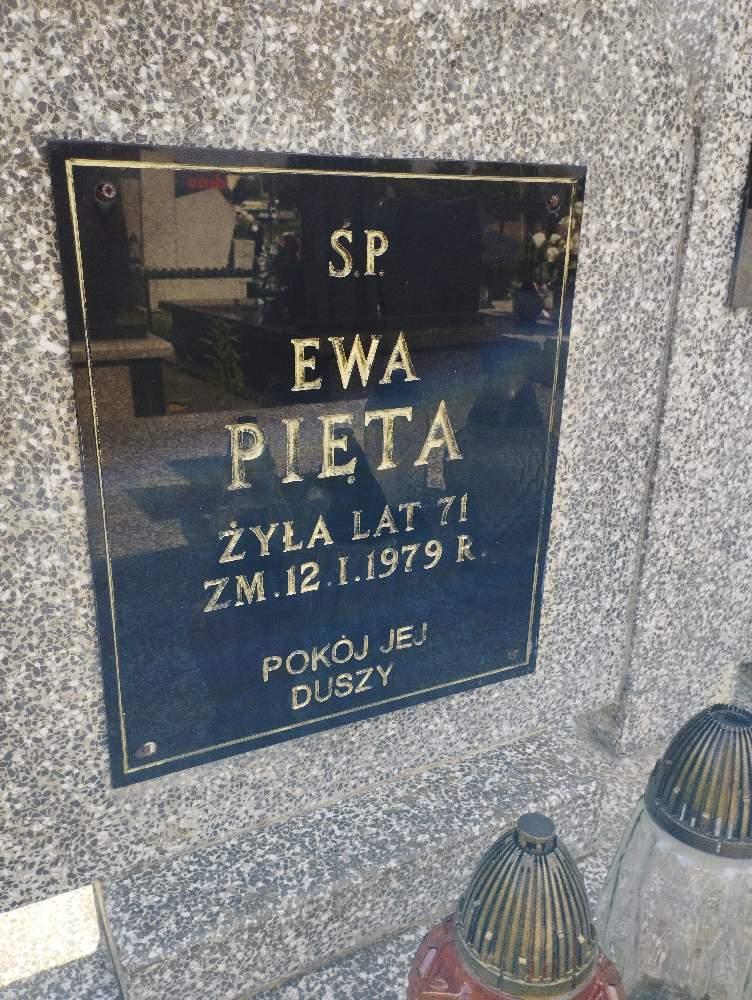 Ś.P.
EWA
PIĘTA
ŻYŁA LAT 71
ZM.12.I.1979 R.
POKÓJ JEJ
DUSZY